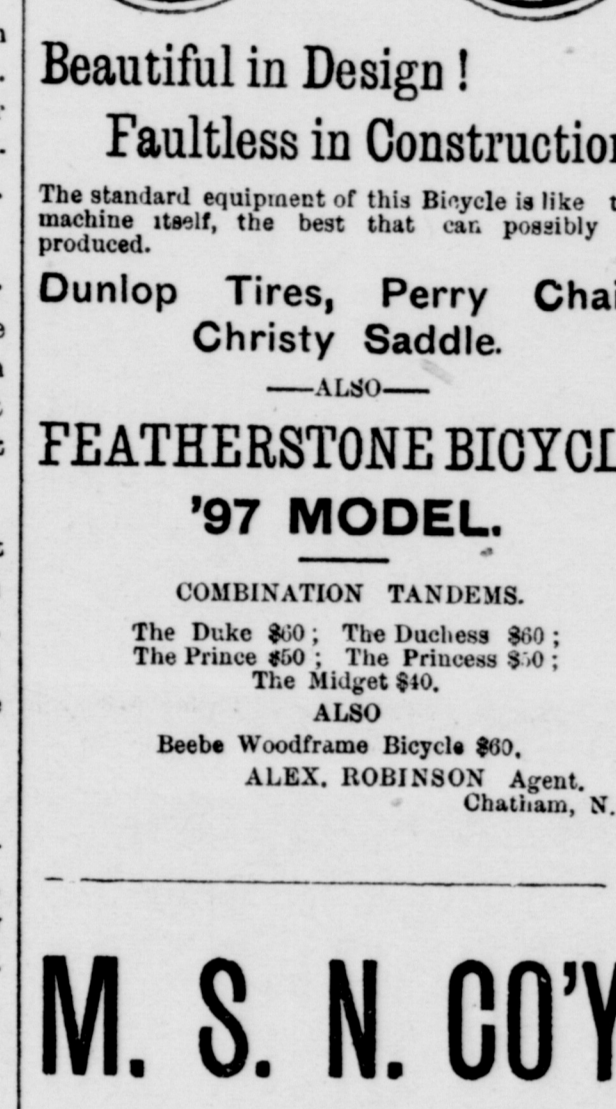 Beautiful in Design!
Faultless in Constructio
The standard equipment of this Bicycle is like t
machine itself, the best that can possibly
produced.
Dunlop Tires, Perry Chai
Christy Saddle.
—ALSO—
FEATHERSTONE BICYCL
'97 MODEL.
COMBINATION TANDEMS.
The Duke $60; The Duchess $60;
The Prince $50; The Princess $50;
The Midget $40.
ALSO
Beebe Woodframe Bicycle $60.
ALEX. ROBINSON Agent.
Chatham, N.
M. S. N. CO'Y